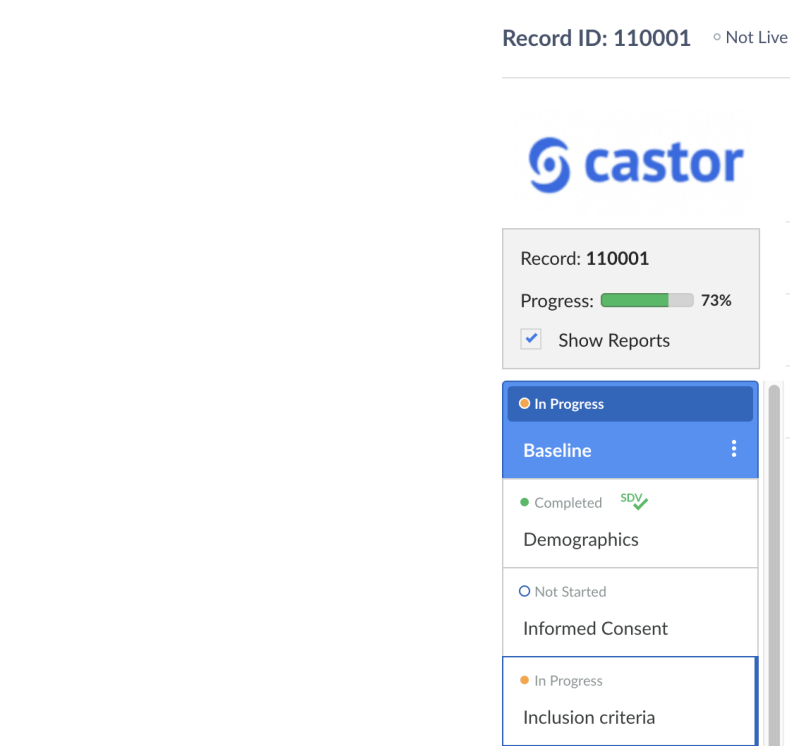 Record ID: 110001 Not Live
castor
Record: 110001
Progress: 73%
Show Reports
In Progress
Baseline
Completed SDV
Demographics
Not Started
Informed Consent
In Progress
Inclusion criteria